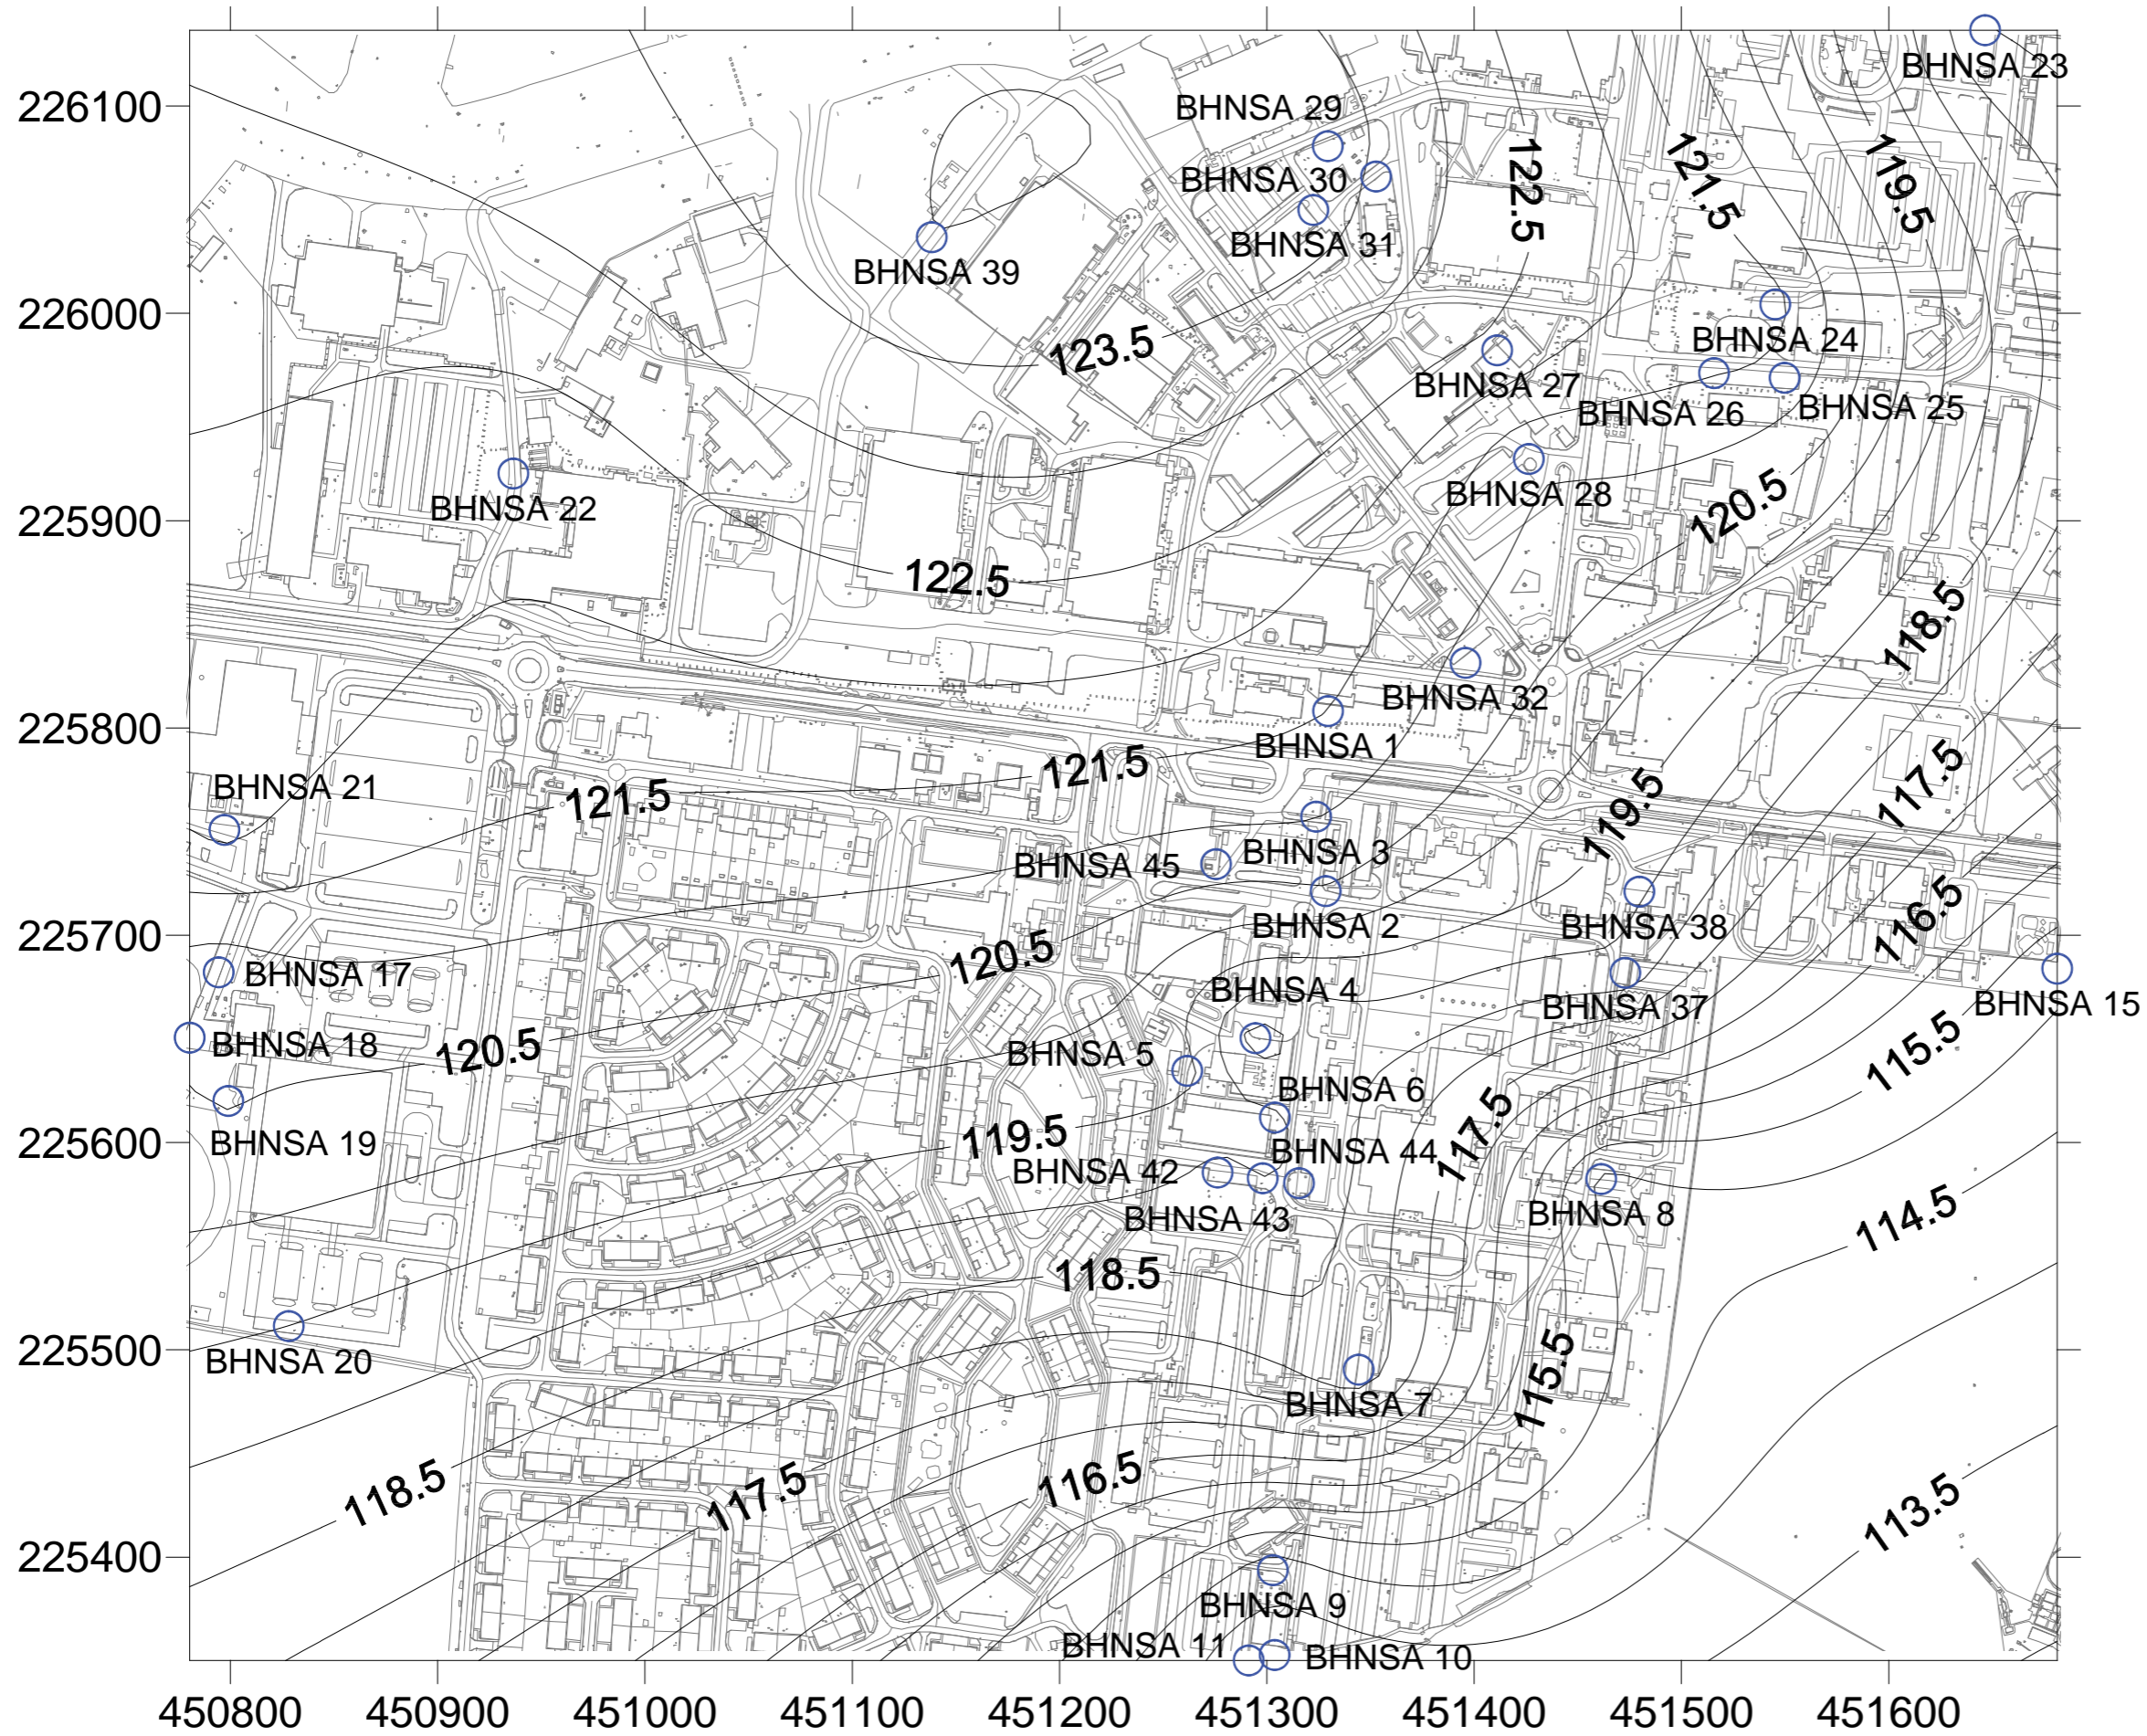 BHNSA 23
226100
BHNSA 29
122.5
121.5
119.5
BHNSA 30
BHNSA 31
BHNSA 39
226000
123.5
BHNSA 24
BHNSA 27
BHNSA 26
BHNSA 25
BHNSA 22
BHNSA 28
120.5
225900
122.5
118.5
BHNSA 32
225800
BHNSA 1
121.5
121.5
BHNSA 21
119.5
117.5
BHNSA 45
BHNSA 3
BHNSA 2
BHNSA 38
116.5
225700
120.5
BHNSA 17
BHNSA 4
BHNSA 37
BHNSA 15
BHNSA 18
120.5
BHNSA 5
115.5
BHNSA 6
117.5
225600
BHNSA 19
119.5
BHNSA 44
BHNSA 42
BHNSA 43
BHNSA 8
114.5
118.5
225500
BHNSA 20
115.5
BHNSA 7
118.5
117.5
116.5
113.5
225400
BHNSA 9
BHNSA 11
BHNSA 10
450800 450900 451000 451100 451200 451300 451400 451500 451600